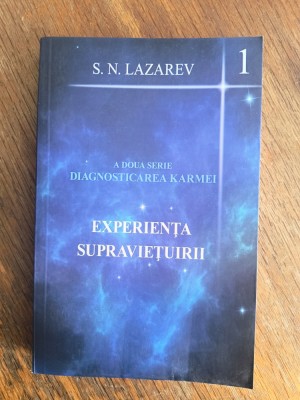 S. N. LAZAREV
1
A DOUA SERIE
DIAGNOSTICAREA KARMEI
EXPERIENȚA
SUPRAVIEȚUIRII